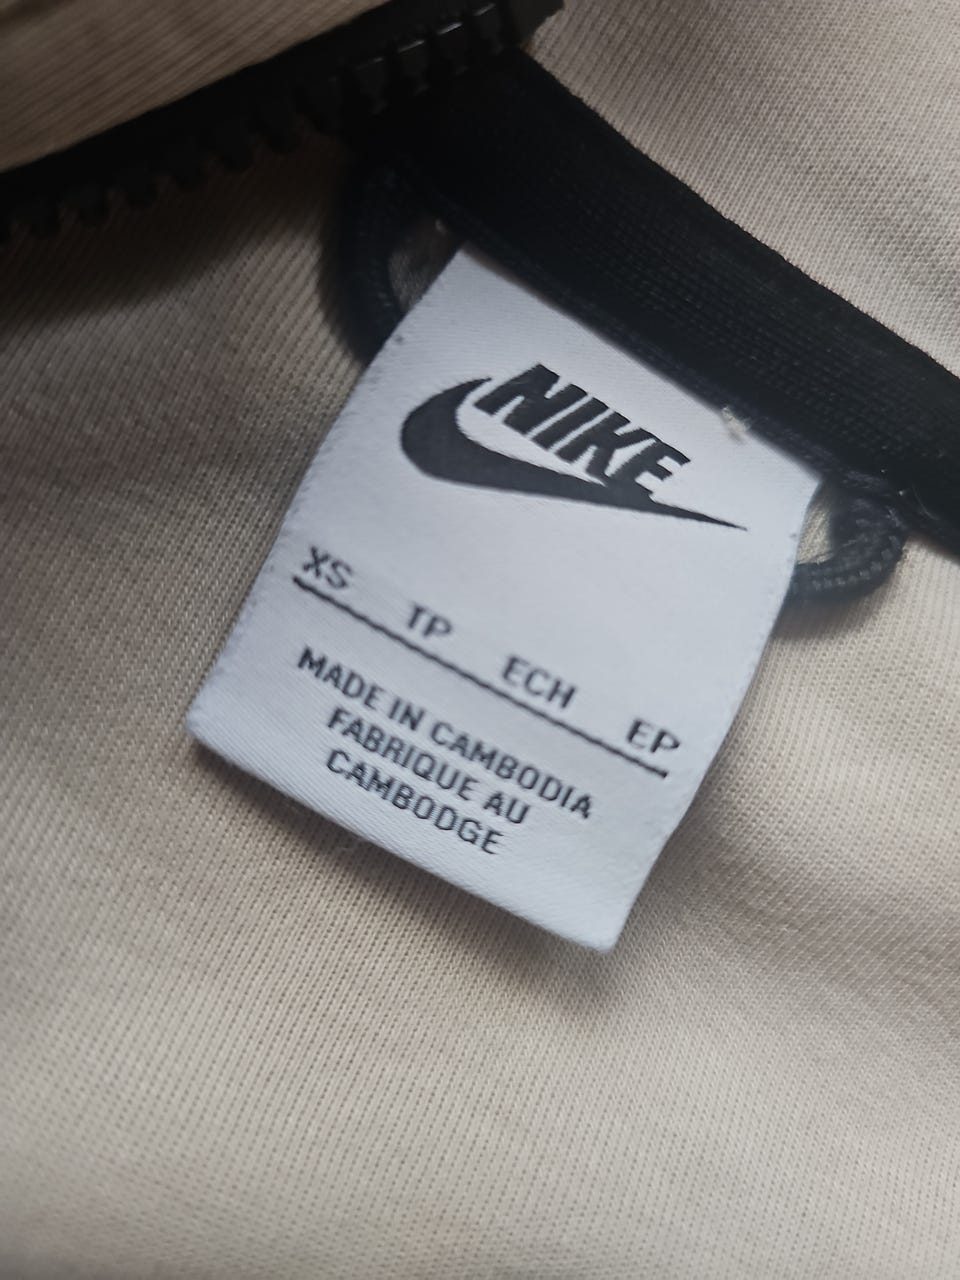 NIKE
XS TP ECH EP
MADE IN CAMBODIA
FABRIQUE AU
CAMBODGE